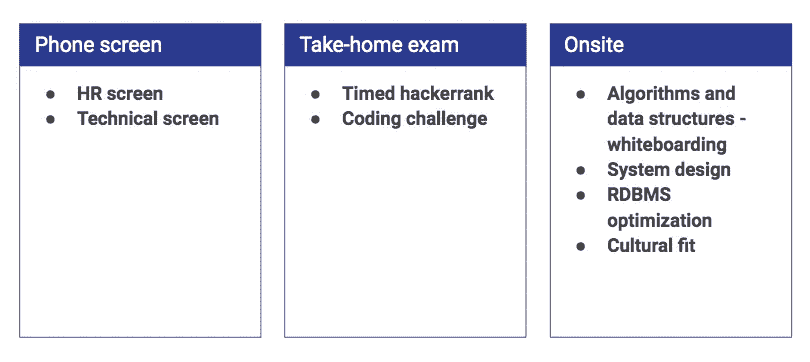 Phone screen
● HR screen
● Technical screen
Take-home exam
● Timed hackerrank
● Coding challenge
Onsite
● Algorithms and
data structures -
whiteboarding
● System design
● RDBMS
optimization
● Cultural fit